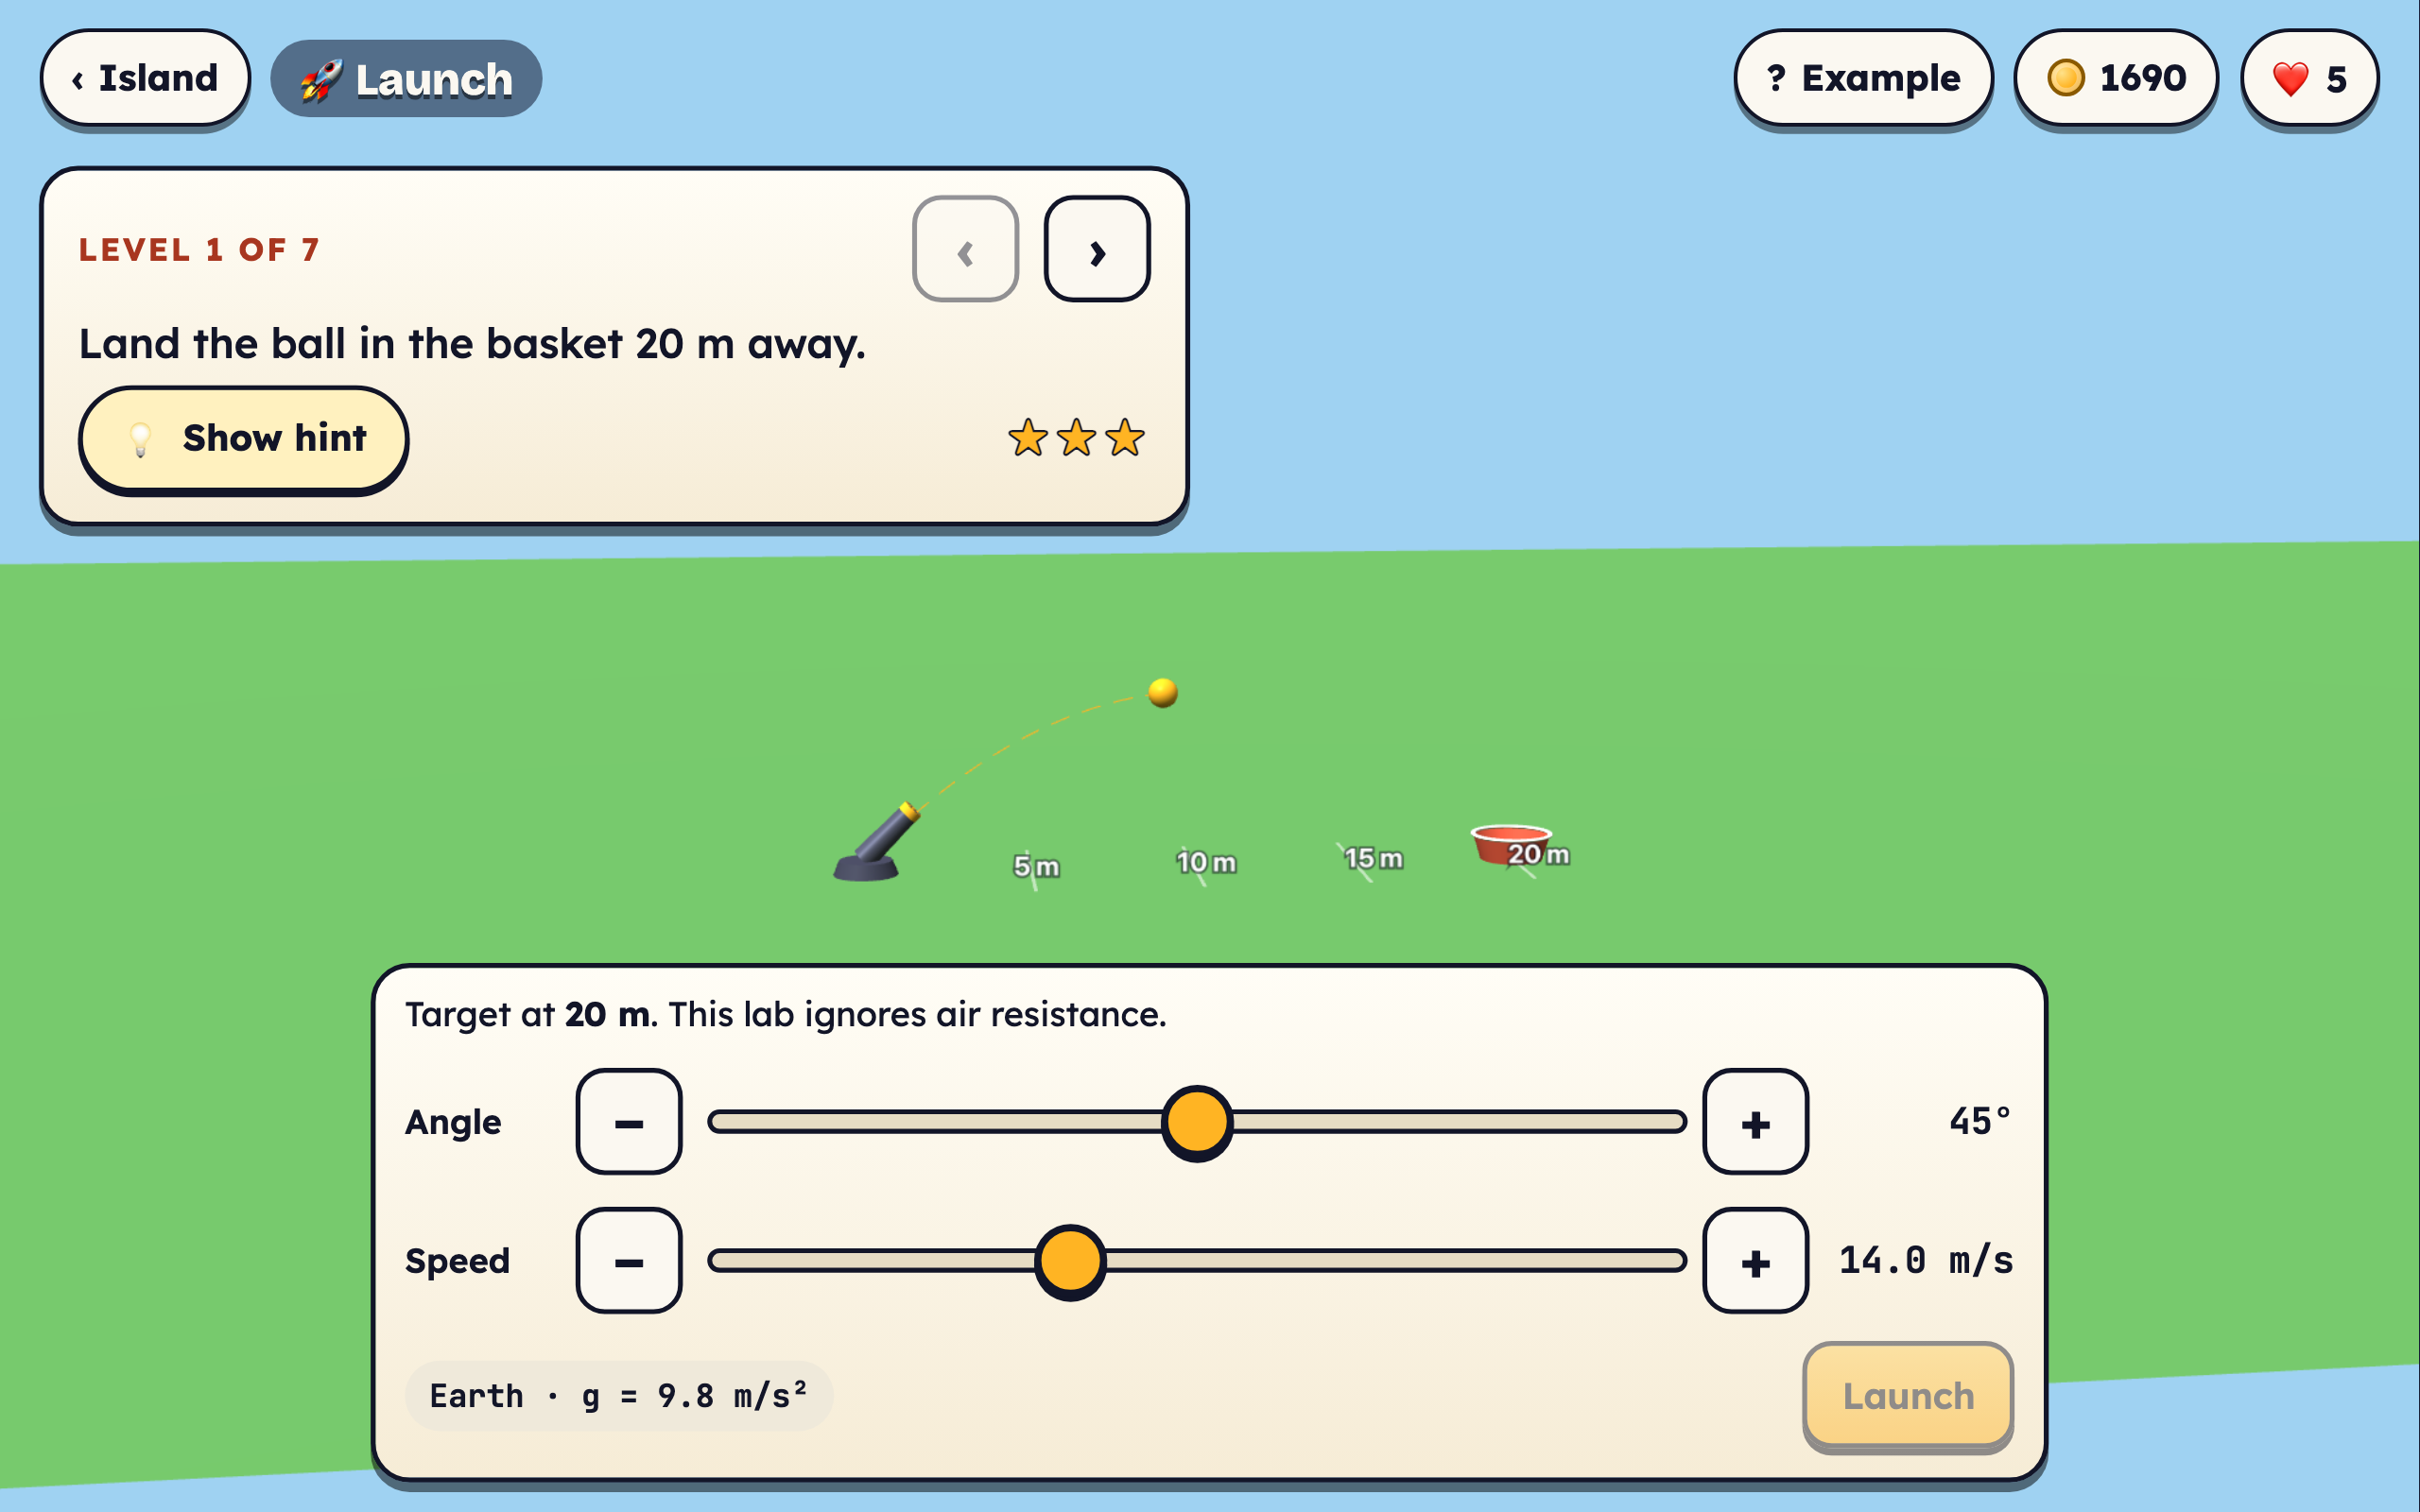 ‹ Island
🚀 Launch
? Example
1690
❤️ 5
LEVEL 1 OF 7
‹ ›
Land the ball in the basket 20 m away.
💡 Show hint
5 m
10 m
15 m
20 m
Target at 20 m. This lab ignores air resistance.
Angle − + 45°
Speed − + 14.0 m/s
Earth · g = 9.8 m/s²
Launch